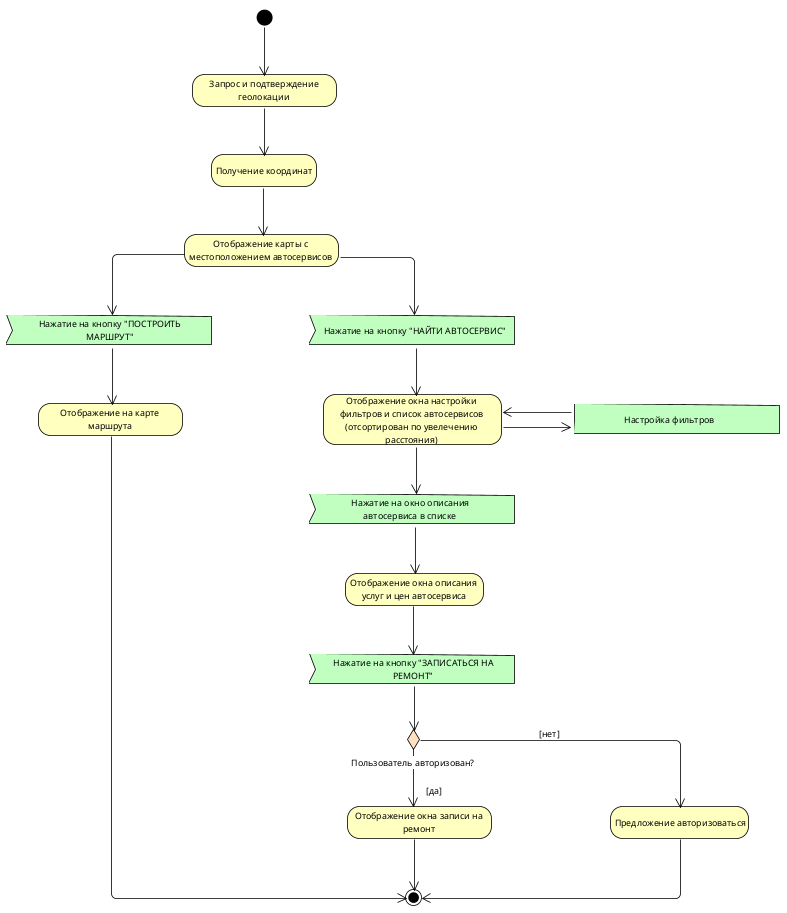 Запрос и подтверждение
геолокации
Получение координат
Отображение карты с
местоположением автосервисов
Нажатие на кнопку "ПОСТРОИТЬ
МАРШРУТ"
Нажатие на кнопку "НАЙТИ АВТОСЕРВИС"
Отображение на карте
маршрута
Отображение окна настройки
фильтров и список автосервисов
(отсортирован по увелечению
расстояния)
Настройка фильтров
Нажатие на окно описания
автосервиса в списке
Отображение окна описания
услуг и цен автосервиса
Нажатие на кнопку "ЗАПИСАТЬСЯ НА
РЕМОНТ"
[нет]
Пользователь авторизован?
[да]
Отображение окна записи на
ремонт
Предложение авторизоваться